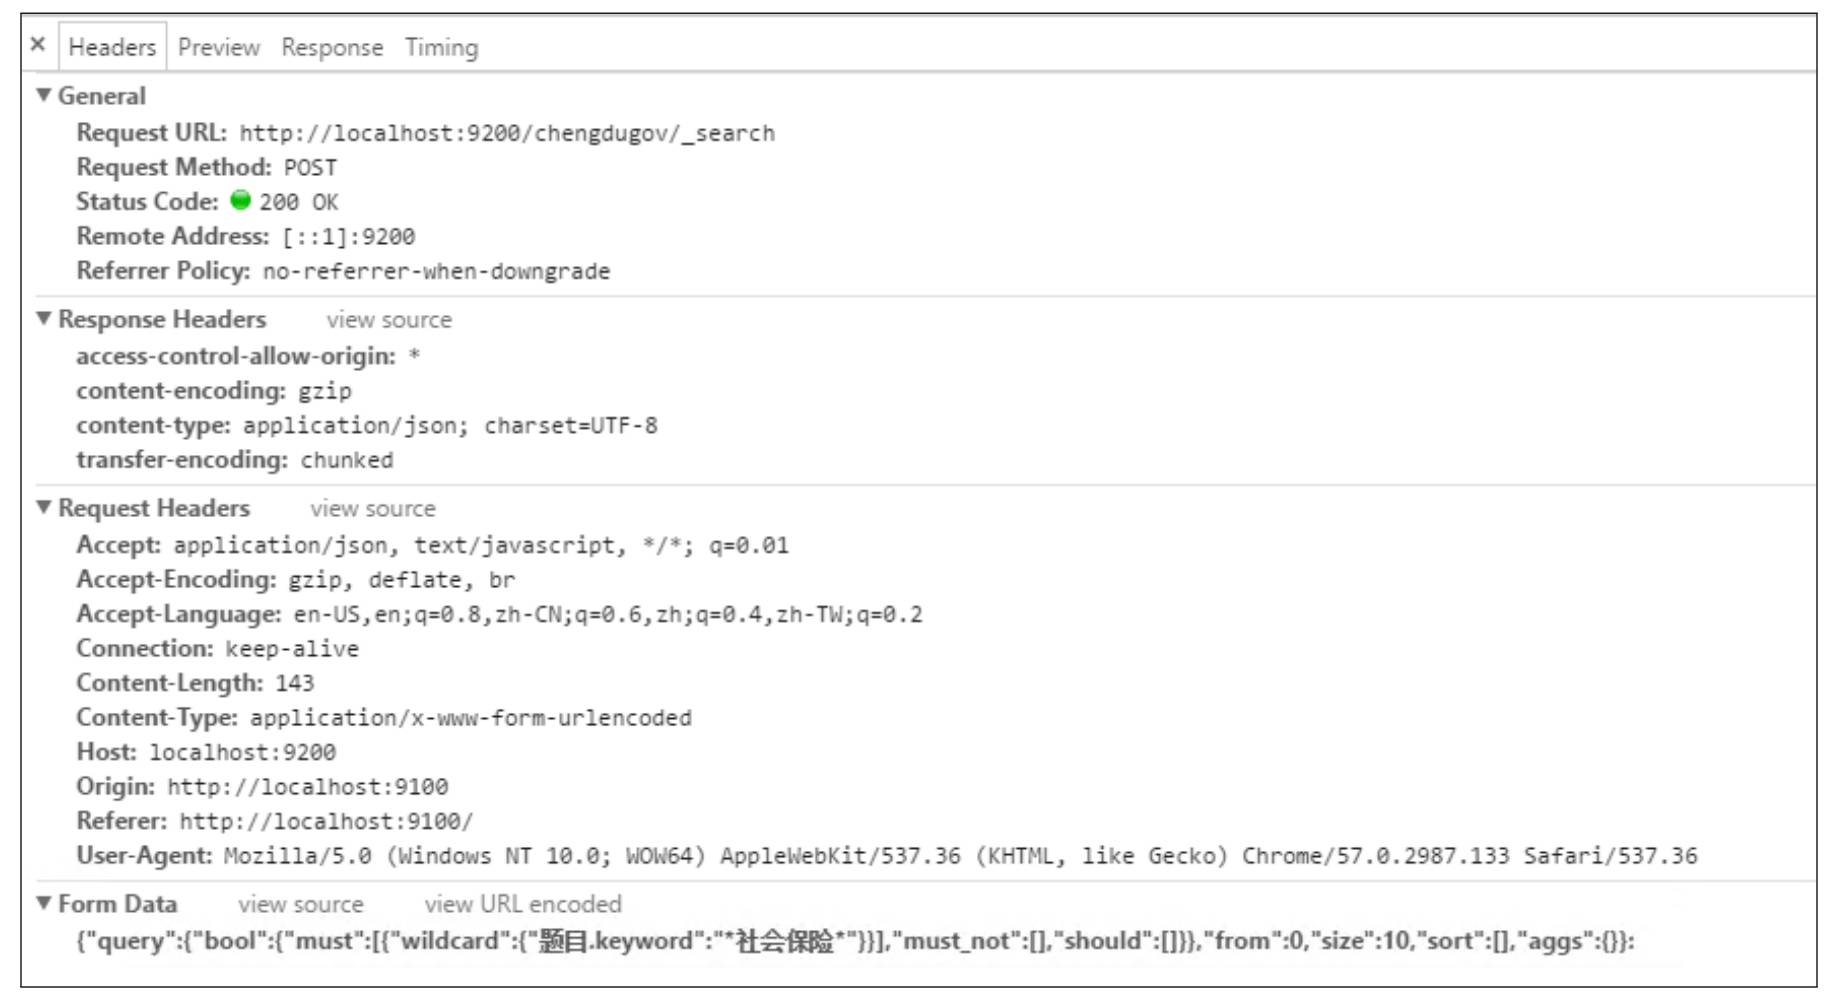 × Headers Preview Response Timing
▼ General
Request URL: http://localhost:9200/chengdugov/_search
Request Method: POST
Status Code: 200 OK
Remote Address: [::1]:9200
Referrer Policy: no-referrer-when-downgrade
▼ Response Headers view source
access-control-allow-origin: *
content-encoding: gzip
content-type: application/json; charset=UTF-8
transfer-encoding: chunked
▼ Request Headers view source
Accept: application/json, text/javascript, */*; q=0.01
Accept-Encoding: gzip, deflate, br
Accept-Language: en-US,en;q=0.8,zh-CN;q=0.6,zh;q=0.4,zh-TW;q=0.2
Connection: keep-alive
Content-Length: 143
Content-Type: application/x-www-form-urlencoded
Host: localhost:9200
Origin: http://localhost:9100
Referer: http://localhost:9100/
User-Agent: Mozilla/5.0 (Windows NT 10.0; WOW64) AppleWebKit/537.36 (KHTML, like Gecko) Chrome/57.0.2987.133 Safari/537.36
▼ Form Data view source view URL encoded
{"query":{"bool":{"must":[{"wildcard":{"题目.keyword":"*社会保险*"}}],"must_not":[],"should":[]}},"from":0,"size":10,"sort":[],"aggs":{}}: